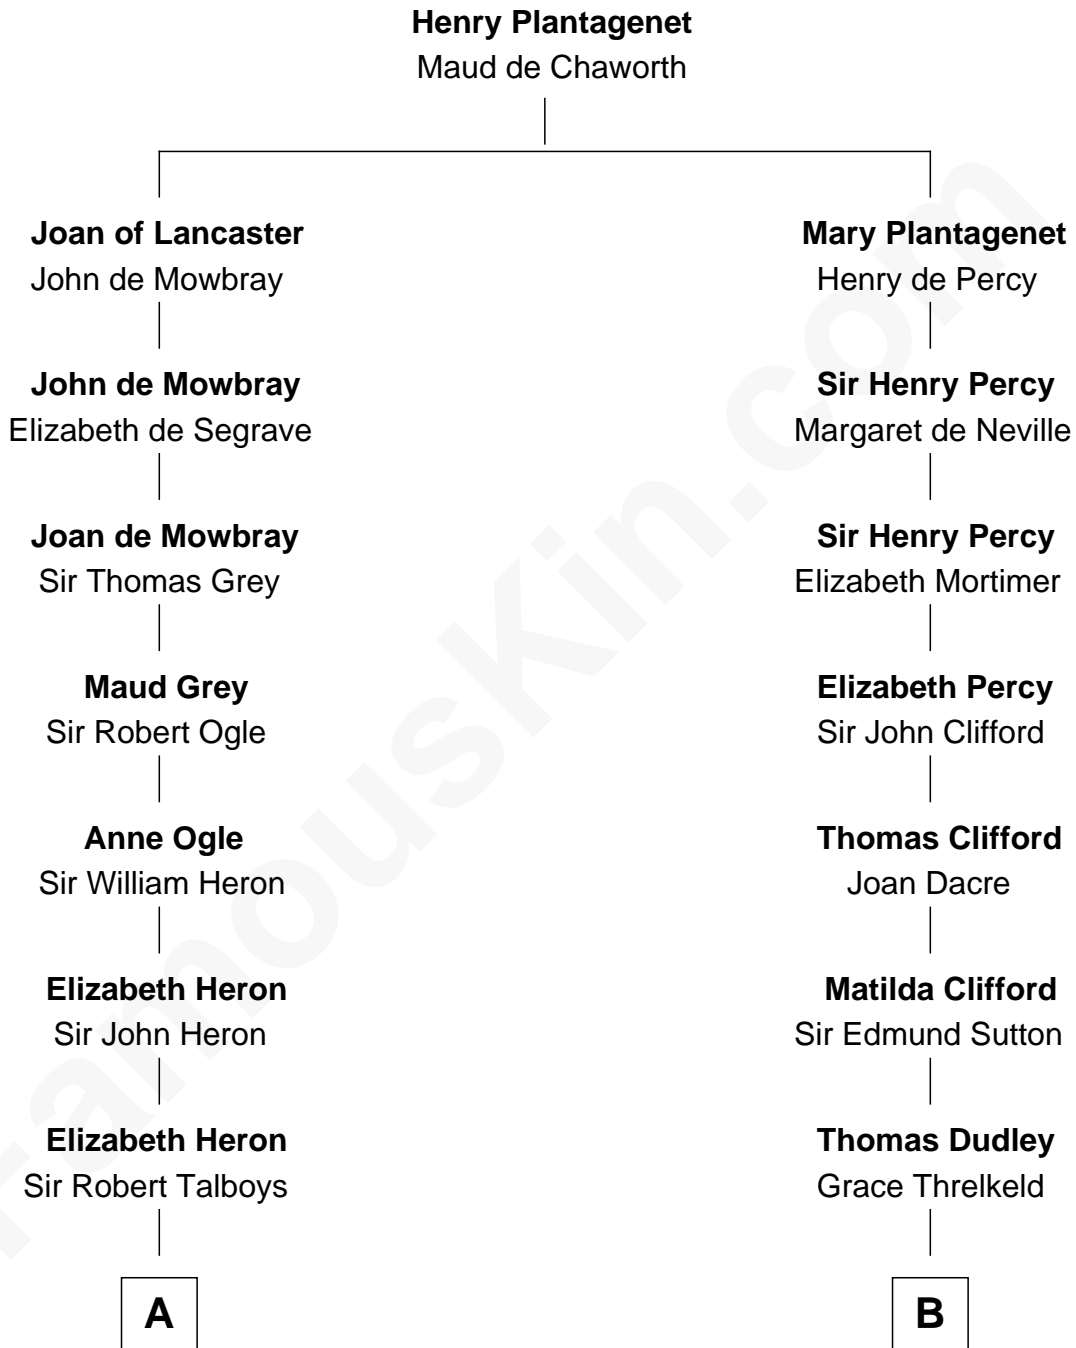 Henry Plantagenet
Maud de Chaworth
Joan of Lancaster
John de Mowbray
Mary Plantagenet
Henry de Percy
John de Mowbray
Elizabeth de Segrave
Sir Henry Percy
Margaret de Neville
Joan de Mowbray
Sir Thomas Grey
Sir Henry Percy
Elizabeth Mortimer
Maud Grey
Sir Robert Ogle
Elizabeth Percy
Sir John Clifford
Anne Ogle
Sir William Heron
Thomas Clifford
Joan Dacre
Elizabeth Heron
Sir John Heron
Matilda Clifford
Sir Edmund Sutton
Elizabeth Heron
Sir Robert Talboys
Thomas Dudley
Grace Threlkeld
A
B
FamousKin.com